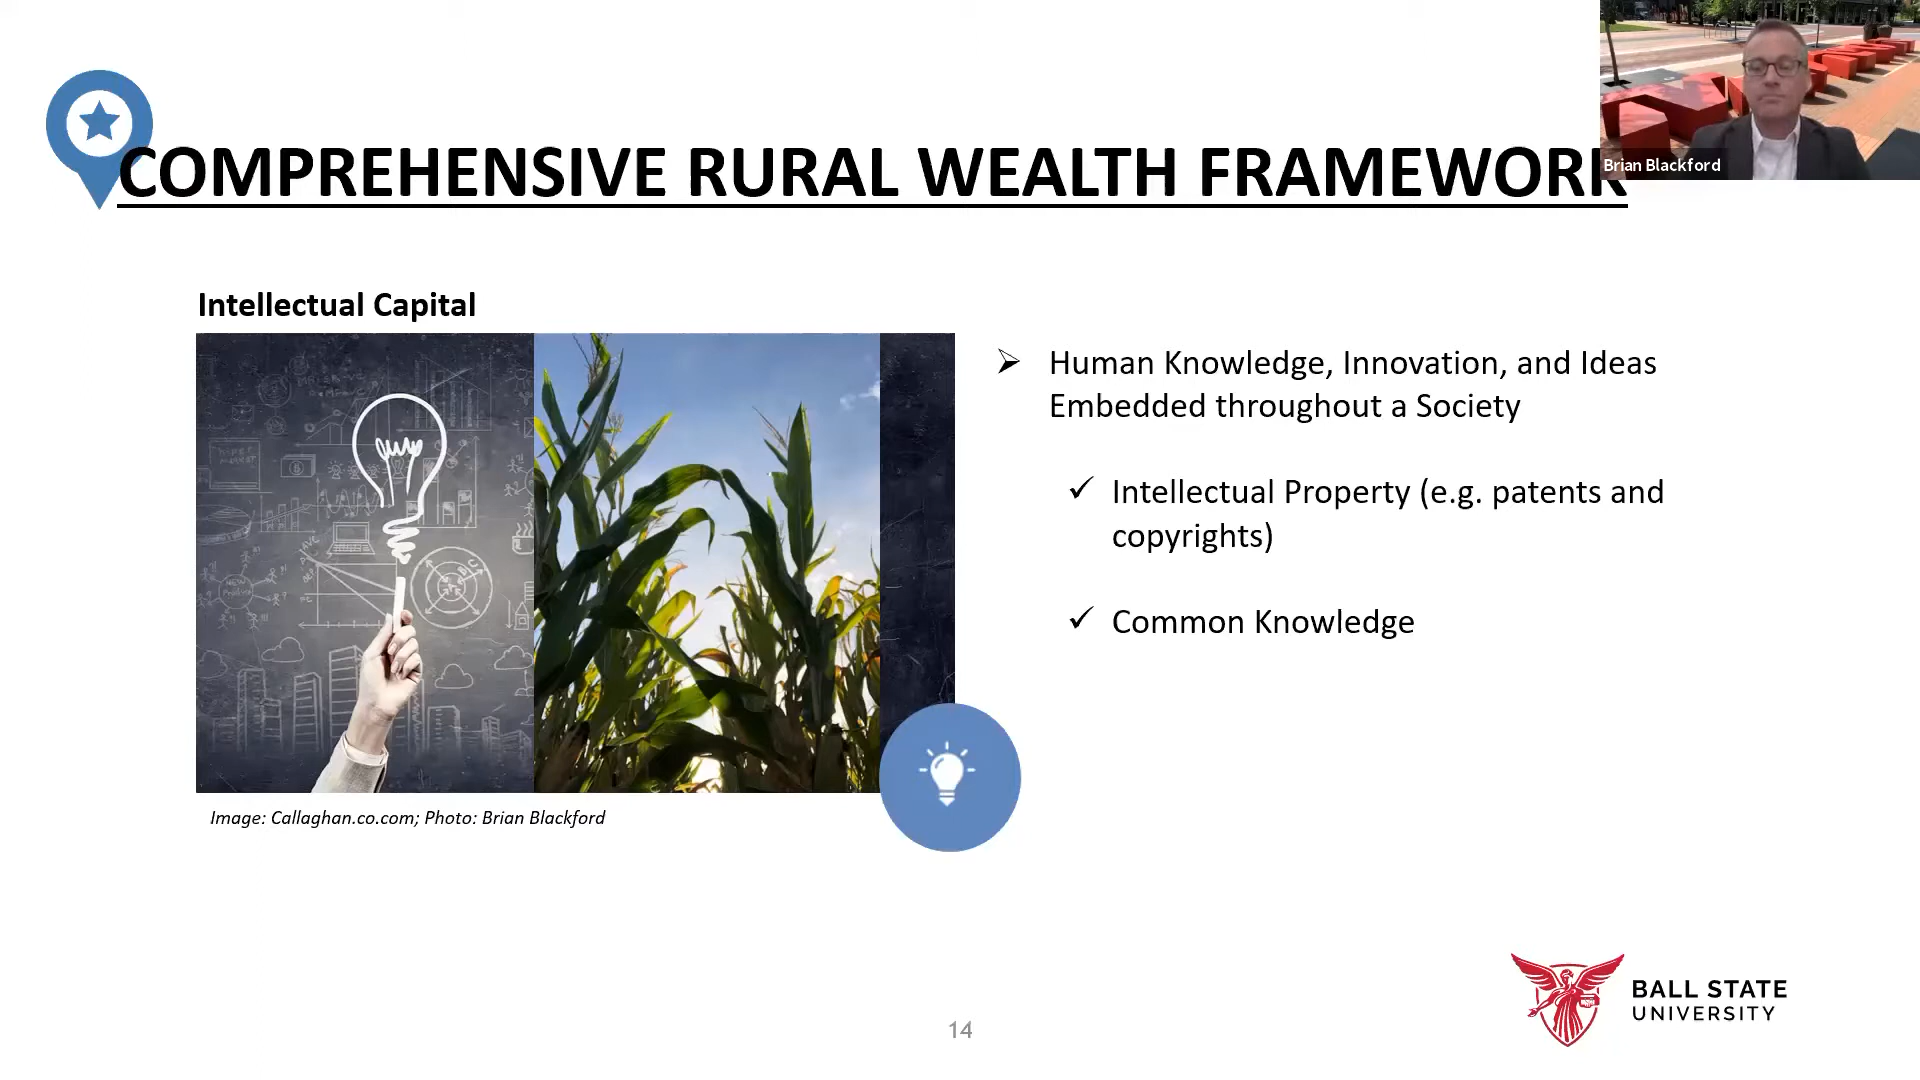 Brian Blackford
COMPREHENSIVE RURAL WEALTH FRAMEWORK
Intellectual Capital
Human Knowledge, Innovation, and Ideas
Embedded throughout a Society
Intellectual Property (e.g. patents and
copyrights)
Common Knowledge
Image: Callaghan.co.com; Photo: Brian Blackford
BALL STATE
UNIVERSITY
14